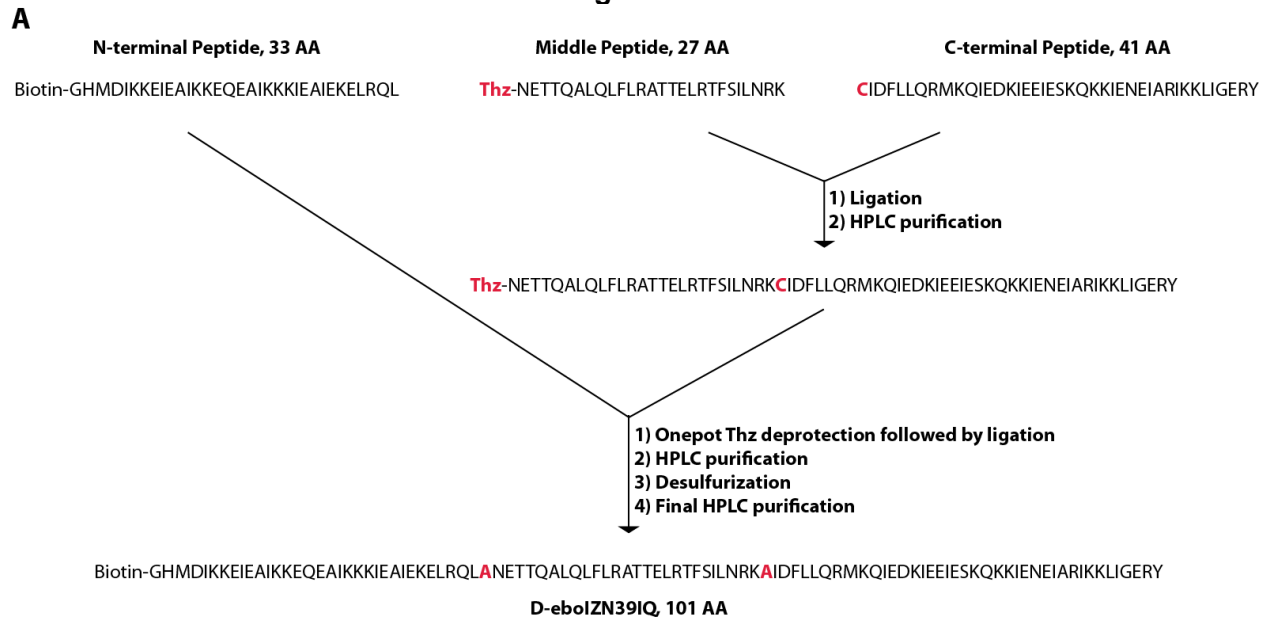 A
N-terminal Peptide, 33 AA
Middle Peptide, 27 AA
C-terminal Peptide, 41 AA
Biotin-GHMDIKKEIEAIKKEQEAIKKKIEAIEKELRQL
Thz-NETTQALQLFLRATTELRTFSILNRK
CIDFLLQRMKQIEDKIEEIESKQKKIENEIARIKKLIGERY
1) Ligation
2) HPLC purification
Thz-NETTQALQLFLRATTELRTFSILNRKCIDFLLQRMKQIEDKIEEIESKQKKIENEIARIKKLIGERY
1) Onepot Thz deprotection followed by ligation
2) HPLC purification
3) Desulfurization
4) Final HPLC purification
Biotin-GHMDIKKEIEAIKKEQEAIKKKIEAIEKELRQLANETTQALQLFLRATTELRTFSILNRKAIDFLLQRMKQIEDKIEEIESKQKKIENEIARIKKLIGERY
D-eboIZN39IQ, 101 AA